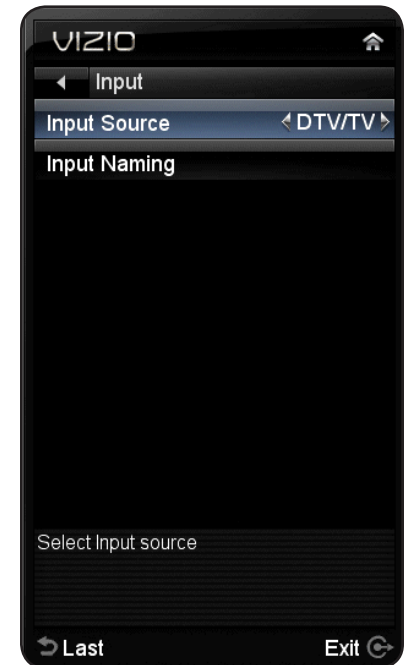 VIZIO
Input
Input Source DTV/TV
Input Naming
Select Input source
Last Exit